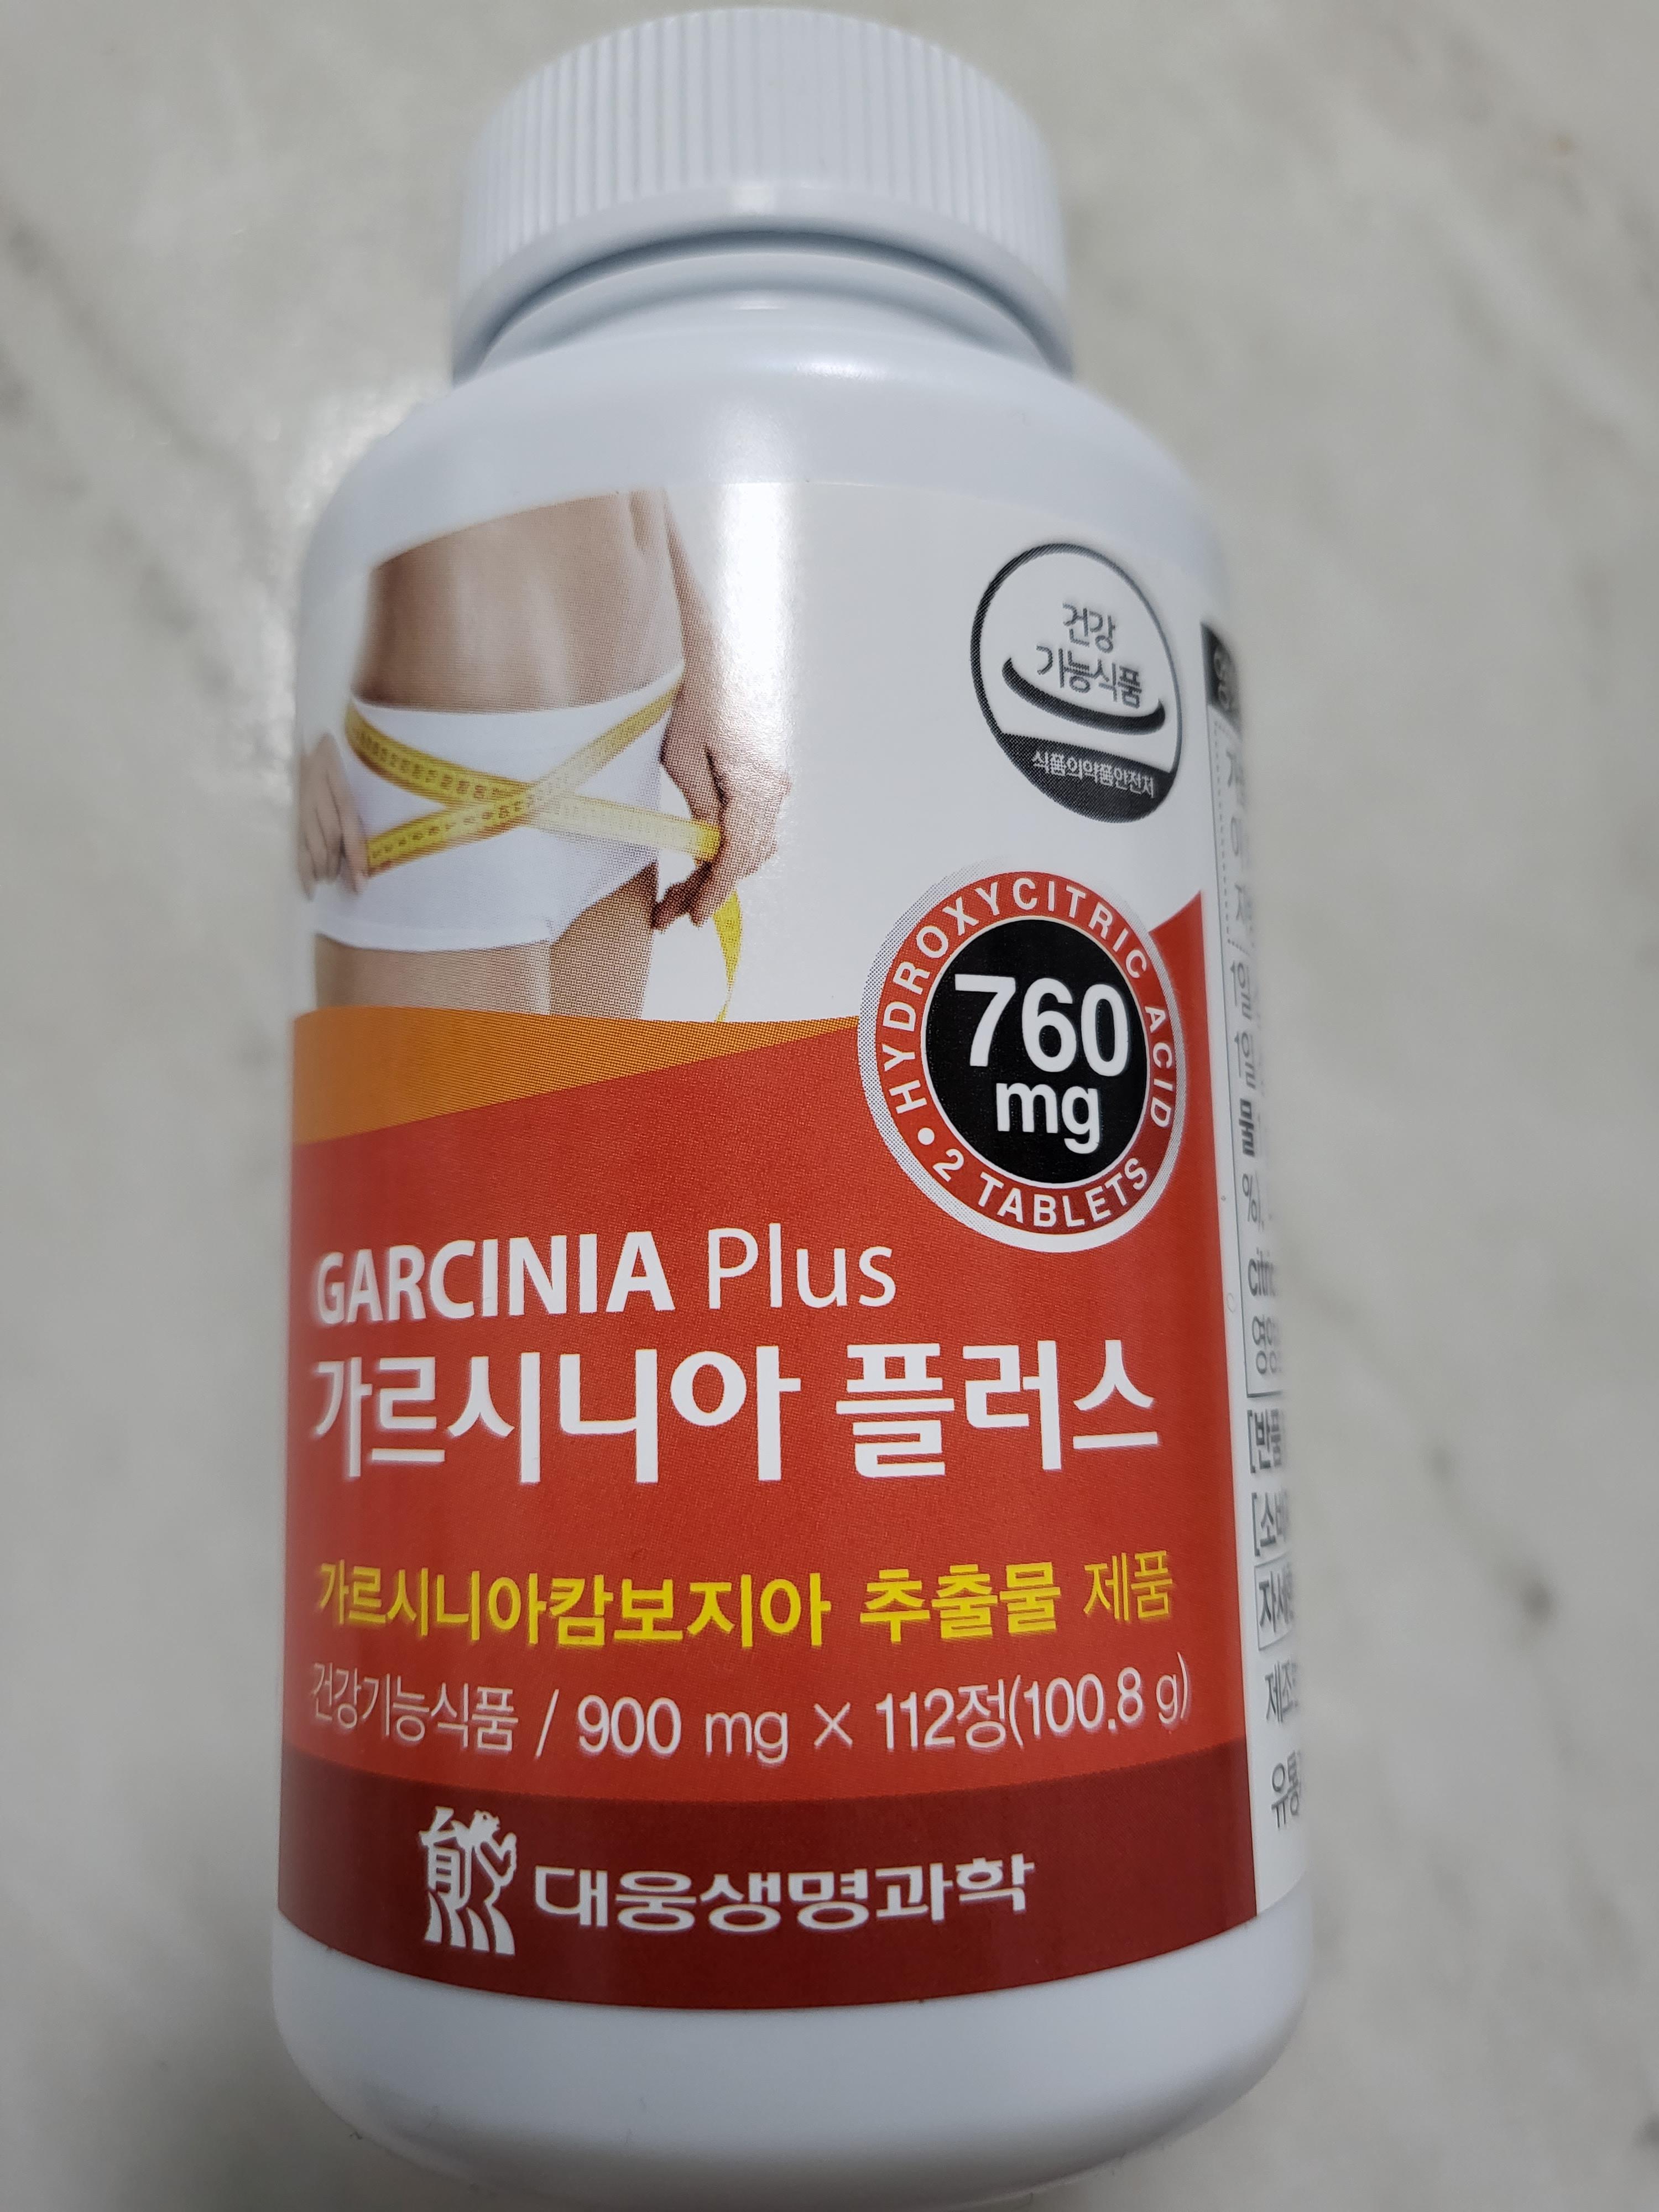 건강
기능식품
식품의약품안전처
HYDROXYCITRIC ACID
760
mg
• 2 TABLETS
GARCINIA Plus
가르시니아 플러스
가르시니아캄보지아 추출물 제품
건강기능식품 / 900 mg × 112정(100.8 g)
대웅생명과학